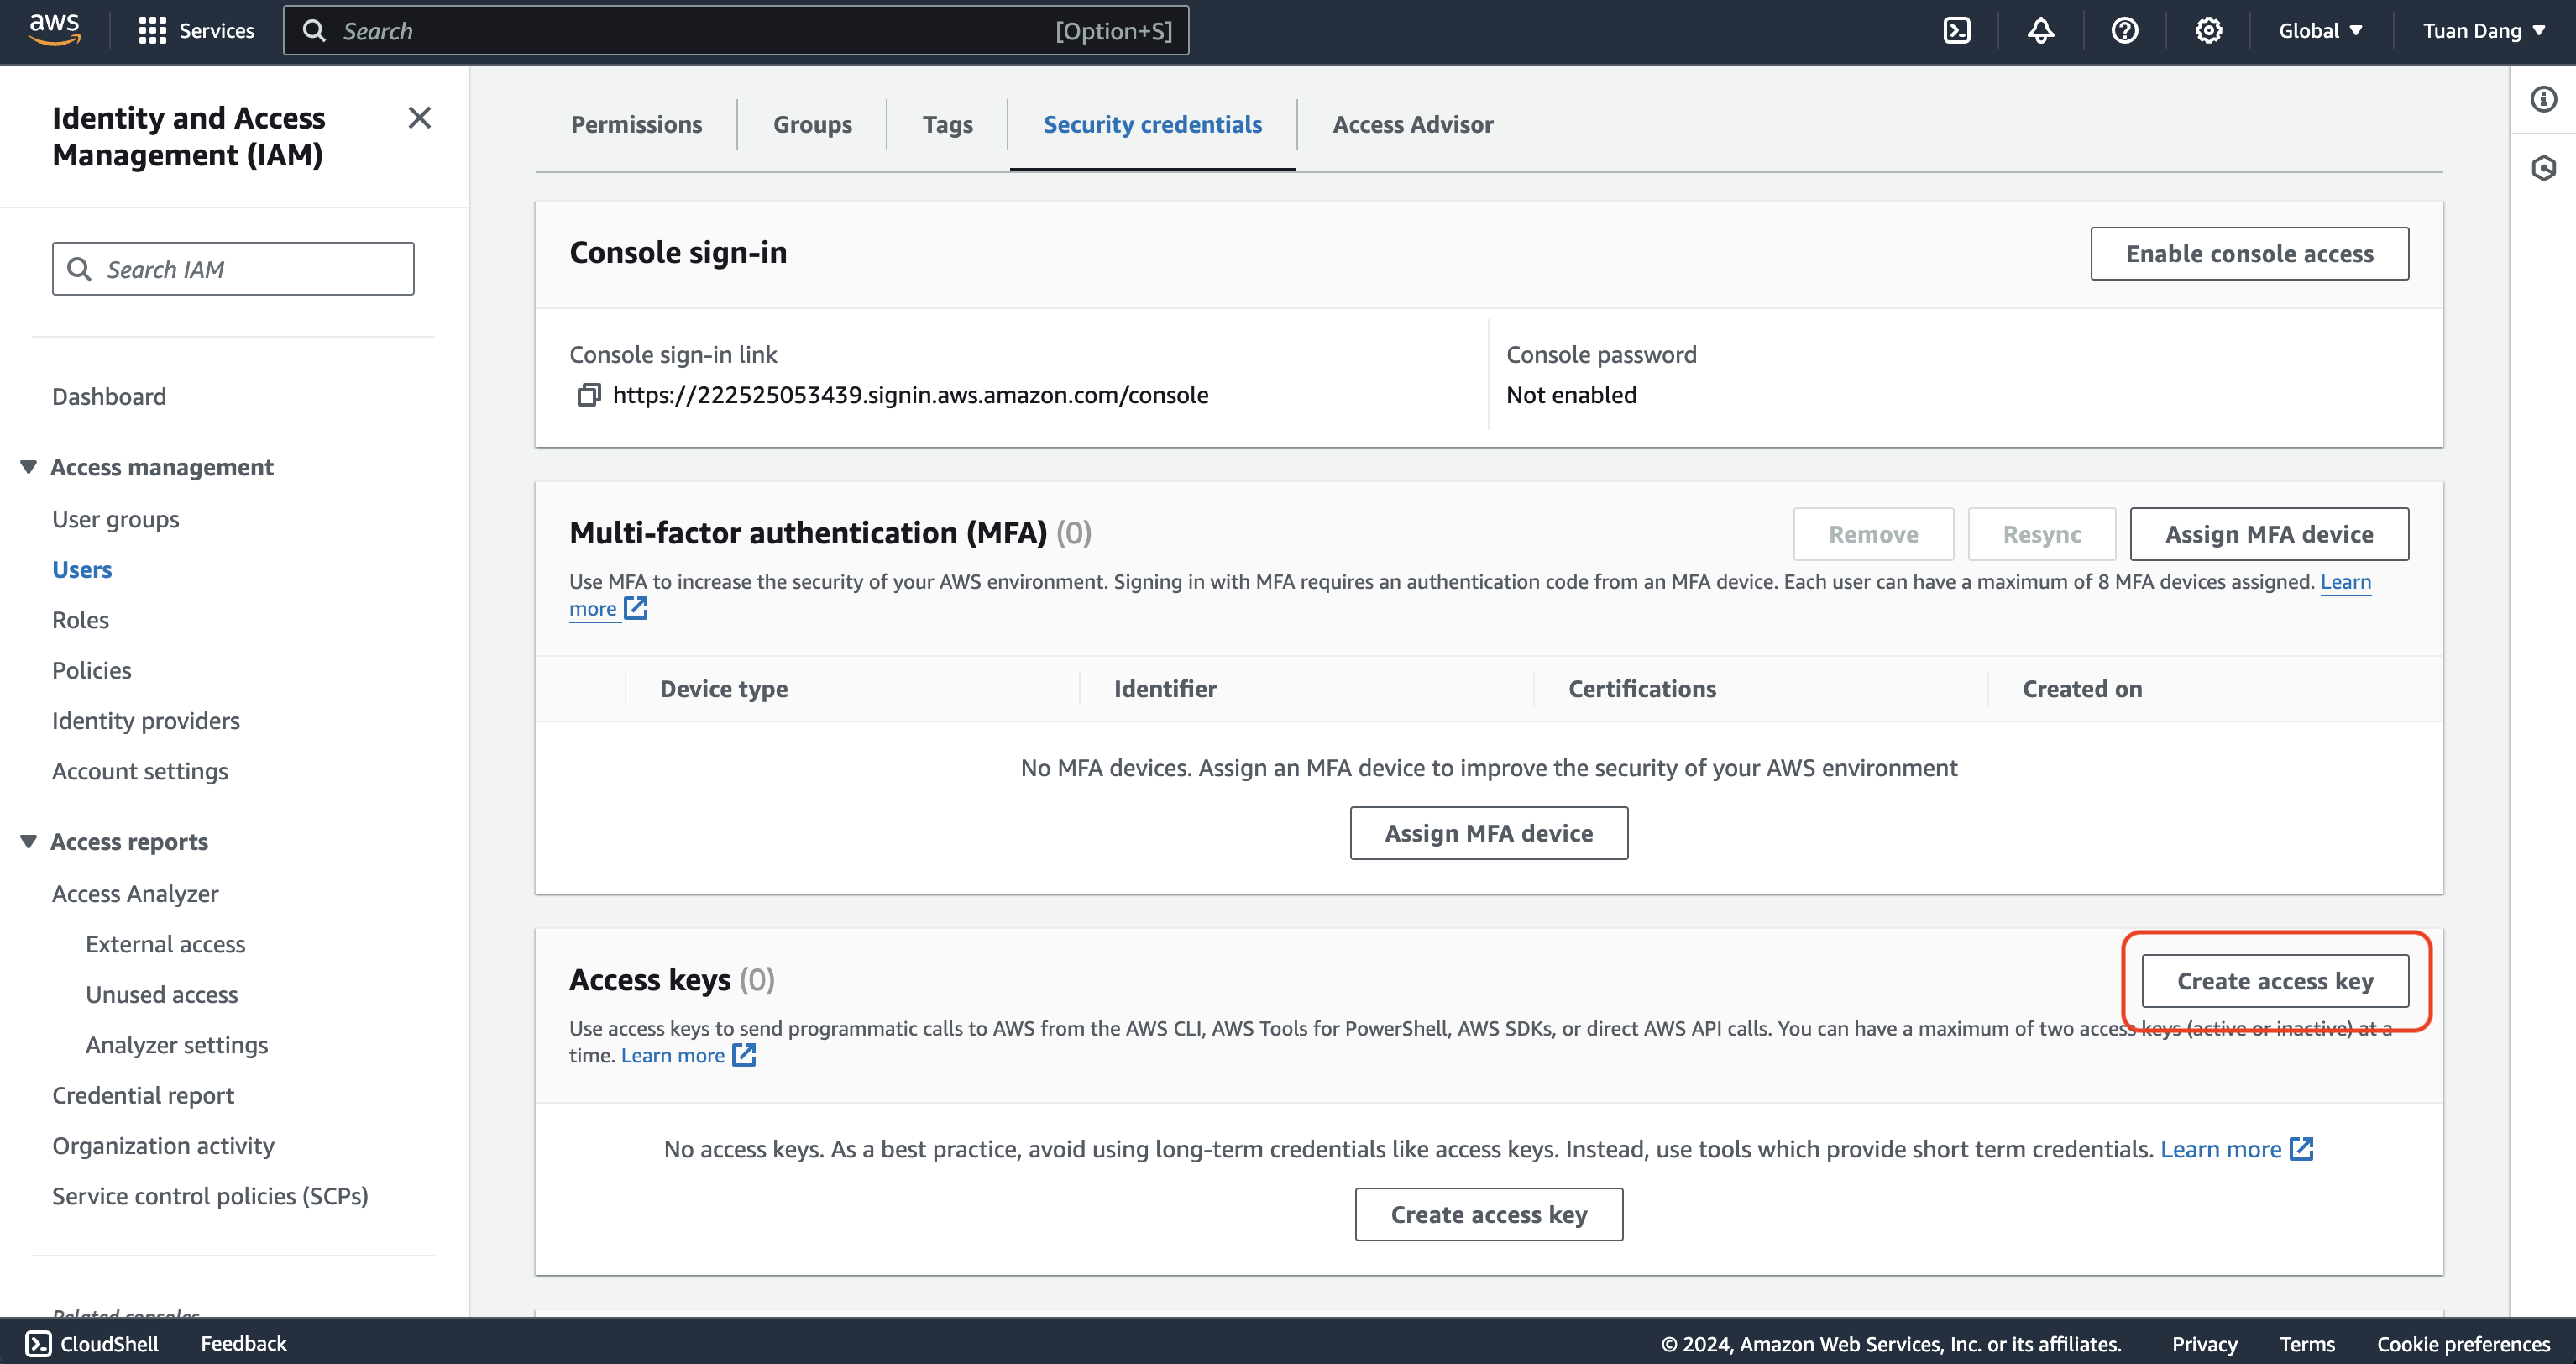 aws
Services
Search
[Option+S]
Global
Tuan Dang
Identity and Access
Management (IAM)
Search IAM
Dashboard
Access management
User groups
Users
Roles
Policies
Identity providers
Account settings
Access reports
Access Analyzer
External access
Unused access
Analyzer settings
Credential report
Organization activity
Service control policies (SCPs)
Related consoles
Permissions
Groups
Tags
Security credentials
Access Advisor
Console sign-in
Enable console access
Console sign-in link
https://222525053439.signin.aws.amazon.com/console
Console password
Not enabled
Multi-factor authentication (MFA) (0)
Remove
Resync
Assign MFA device
Use MFA to increase the security of your AWS environment. Signing in with MFA requires an authentication code from an MFA device. Each user can have a maximum of 8 MFA devices assigned. Learn
more
Device type
Identifier
Certifications
Created on
No MFA devices. Assign an MFA device to improve the security of your AWS environment
Assign MFA device
Access keys (0)
Create access key
Use access keys to send programmatic calls to AWS from the AWS CLI, AWS Tools for PowerShell, AWS SDKs, or direct AWS API calls. You can have a maximum of two access keys (active or inactive) at a
time. Learn more
No access keys. As a best practice, avoid using long-term credentials like access keys. Instead, use tools which provide short term credentials. Learn more
Create access key
CloudShell
Feedback
© 2024, Amazon Web Services, Inc. or its affiliates.
Privacy
Terms
Cookie preferences